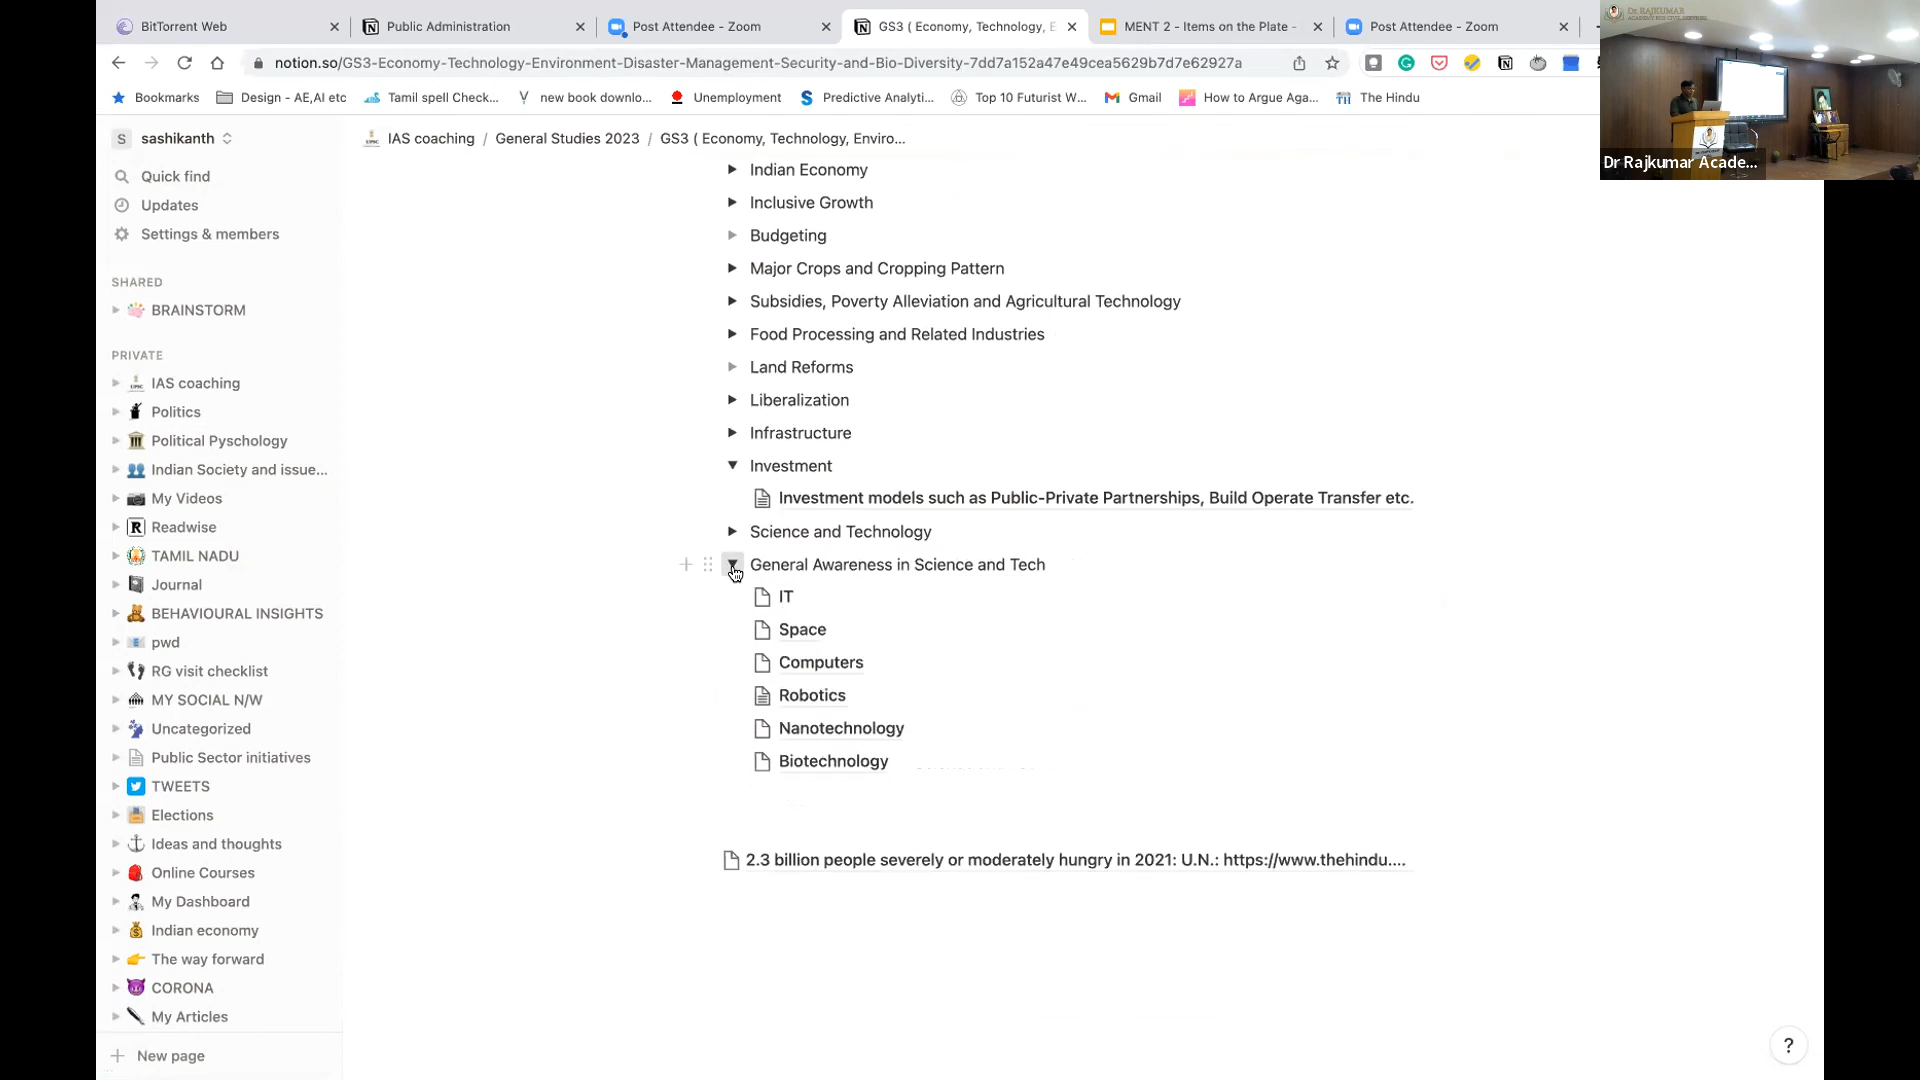 BitTorrent Web
Public Administration
Post Attendee - Zoom
GS3 ( Economy, Technology, E
MENT 2 - Items on the Plate -
Post Attendee - Zoom
notion.so/GS3-Economy-Technology-Environment-Disaster-Management-Security-and-Bio-Diversity-7dd7a152a47e49cea5629b7d7e62927a
Bookmarks
Design - AE,AI etc
Tamil spell Check...
new book downlo...
Unemployment
Predictive Analyti...
Top 10 Futurist W...
Gmail
How to Argue Aga...
The Hindu
Dr RAJKUMAR
Dr Rajkumar Acade...
S sashikanth
IAS coaching / General Studies 2023 / GS3 ( Economy, Technology, Enviro...
Quick find
Updates
Settings & members
SHARED
BRAINSTORM
PRIVATE
IAS coaching
Politics
Political Pyschology
Indian Society and issue...
My Videos
Readwise
TAMIL NADU
Journal
BEHAVIOURAL INSIGHTS
pwd
RG visit checklist
MY SOCIAL N/W
Uncategorized
Public Sector initiatives
TWEETS
Elections
Ideas and thoughts
Online Courses
My Dashboard
Indian economy
The way forward
CORONA
My Articles
New page
Indian Economy
Inclusive Growth
Budgeting
Major Crops and Cropping Pattern
Subsidies, Poverty Alleviation and Agricultural Technology
Food Processing and Related Industries
Land Reforms
Liberalization
Infrastructure
Investment
Investment models such as Public-Private Partnerships, Build Operate Transfer etc.
Science and Technology
General Awareness in Science and Tech
IT
Space
Computers
Robotics
Nanotechnology
Biotechnology
2.3 billion people severely or moderately hungry in 2021: U.N.: https://www.thehindu....
?